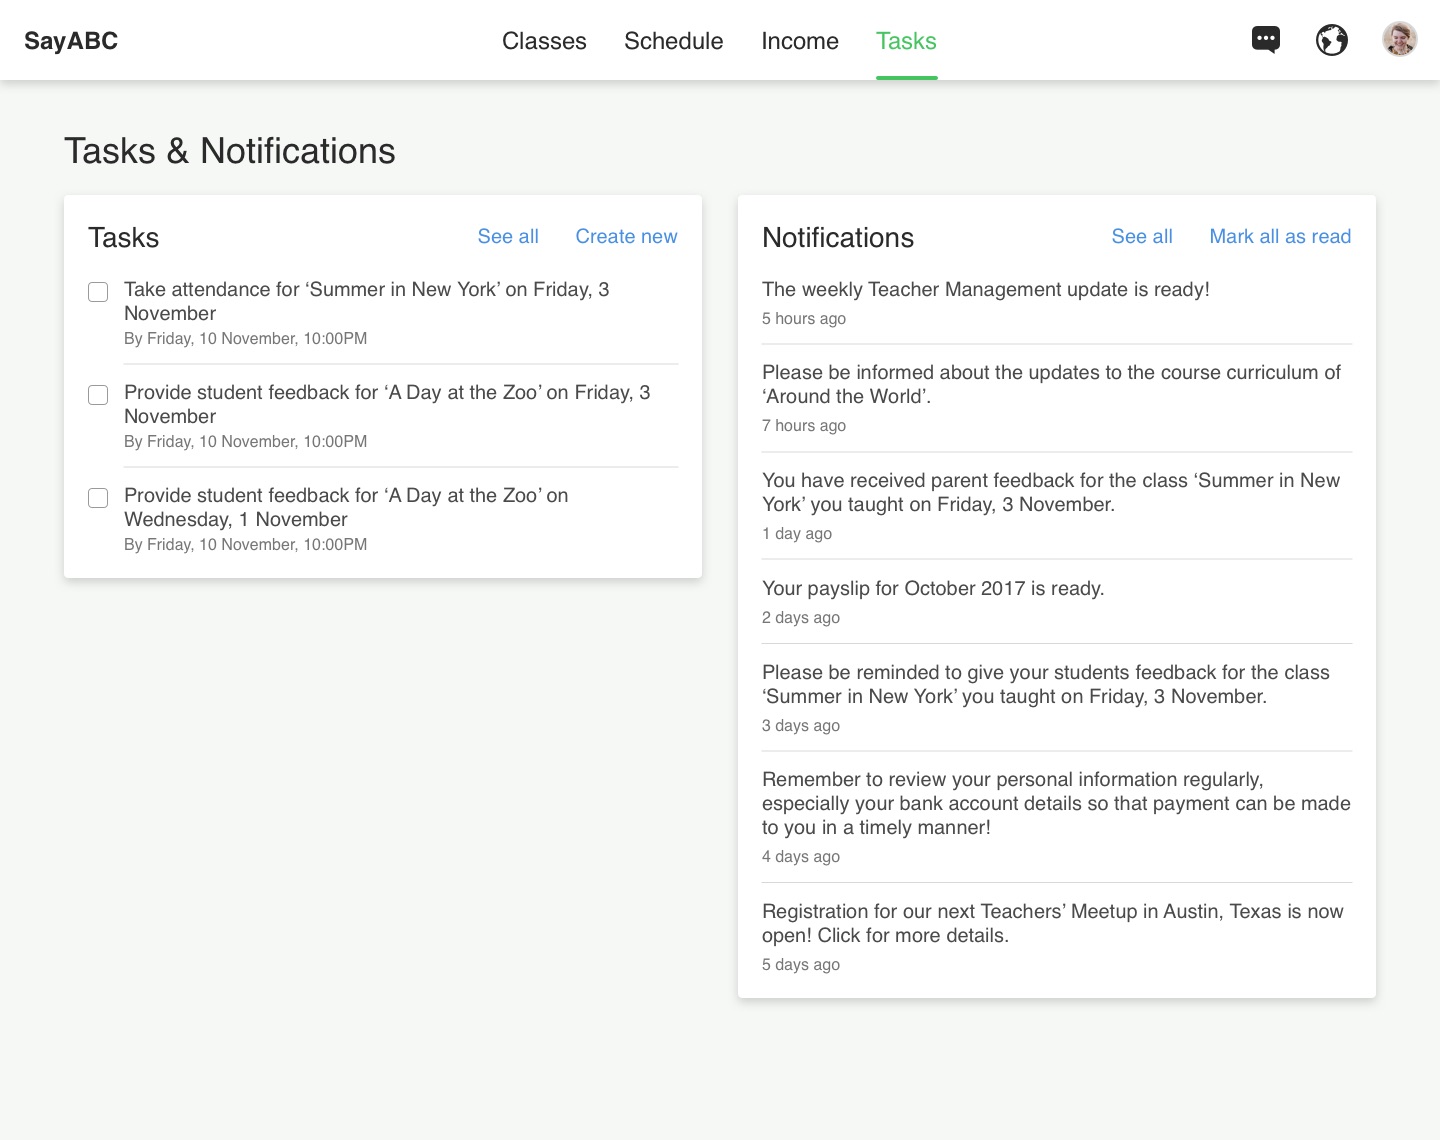 SayABC
Classes
Schedule
Income
Tasks
Tasks & Notifications
Tasks
See all
Create new
Take attendance for ‘Summer in New York’ on Friday, 3
November
By Friday, 10 November, 10:00PM
Provide student feedback for ‘A Day at the Zoo’ on Friday, 3
November
By Friday, 10 November, 10:00PM
Provide student feedback for ‘A Day at the Zoo’ on
Wednesday, 1 November
By Friday, 10 November, 10:00PM
Notifications
See all
Mark all as read
The weekly Teacher Management update is ready!
5 hours ago
Please be informed about the updates to the course curriculum of
‘Around the World’.
7 hours ago
You have received parent feedback for the class ‘Summer in New
York’ you taught on Friday, 3 November.
1 day ago
Your payslip for October 2017 is ready.
2 days ago
Please be reminded to give your students feedback for the class
‘Summer in New York’ you taught on Friday, 3 November.
3 days ago
Remember to review your personal information regularly,
especially your bank account details so that payment can be made
to you in a timely manner!
4 days ago
Registration for our next Teachers’ Meetup in Austin, Texas is now
open! Click for more details.
5 days ago